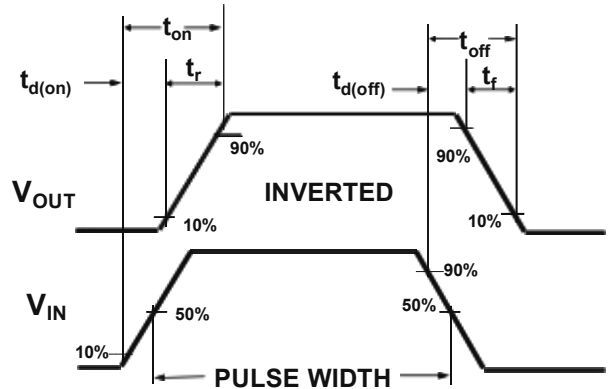 t_on
t_off
t_d(on)
t_r
t_d(off)
t_f
90%
90%
V_OUT
INVERTED
10%
10%
90%
V_IN
50%
50%
10%
PULSE WIDTH